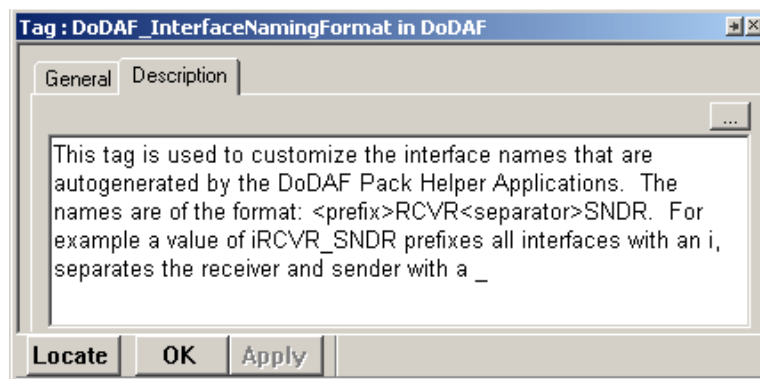 Tag : DoDAF_InterfaceNamingFormat in DoDAF
General Description
...
This tag is used to customize the interface names that are
autogenerated by the DoDAF Pack Helper Applications. The
names are of the format: <prefix>RCVR<separator>SNDR. For
example a value of iRCVR_SNDR prefixes all interfaces with an i,
separates the receiver and sender with a _
Locate OK Apply